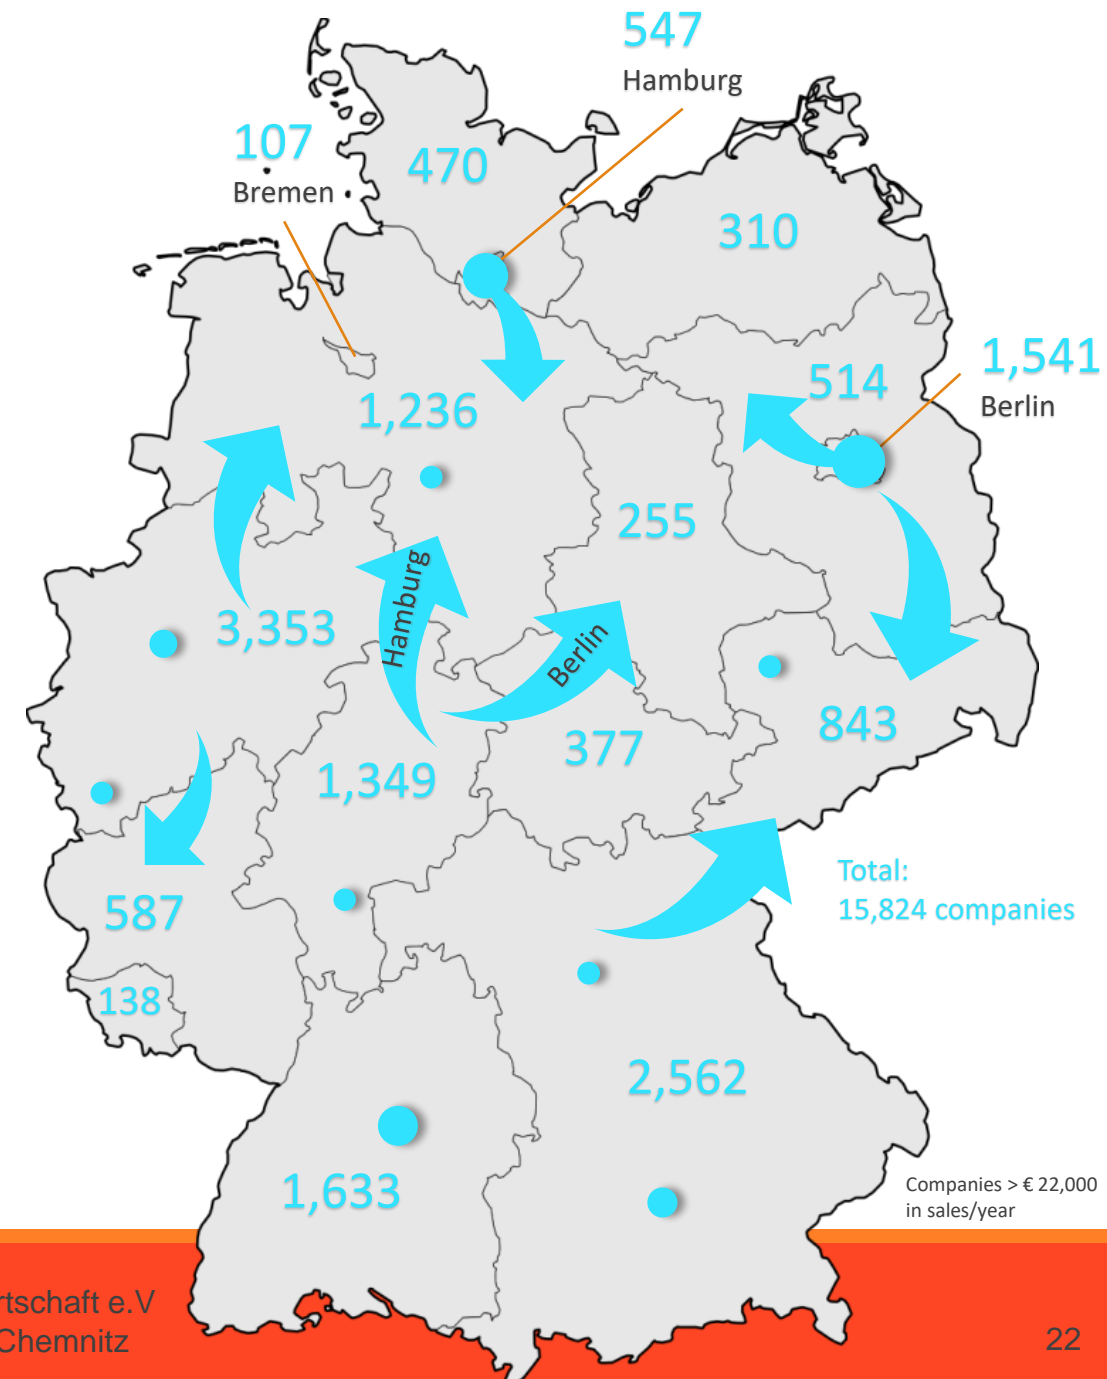 547
Hamburg
107
Bremen
470
310
1,541
Berlin
514
1,236
255
Hamburg
3,353
Berlin
843
377
1,349
Total:
15,824 companies
587
138
2,562
1,633
Companies > € 22,000
in sales/year
rtschaft e.V
Chemnitz
22